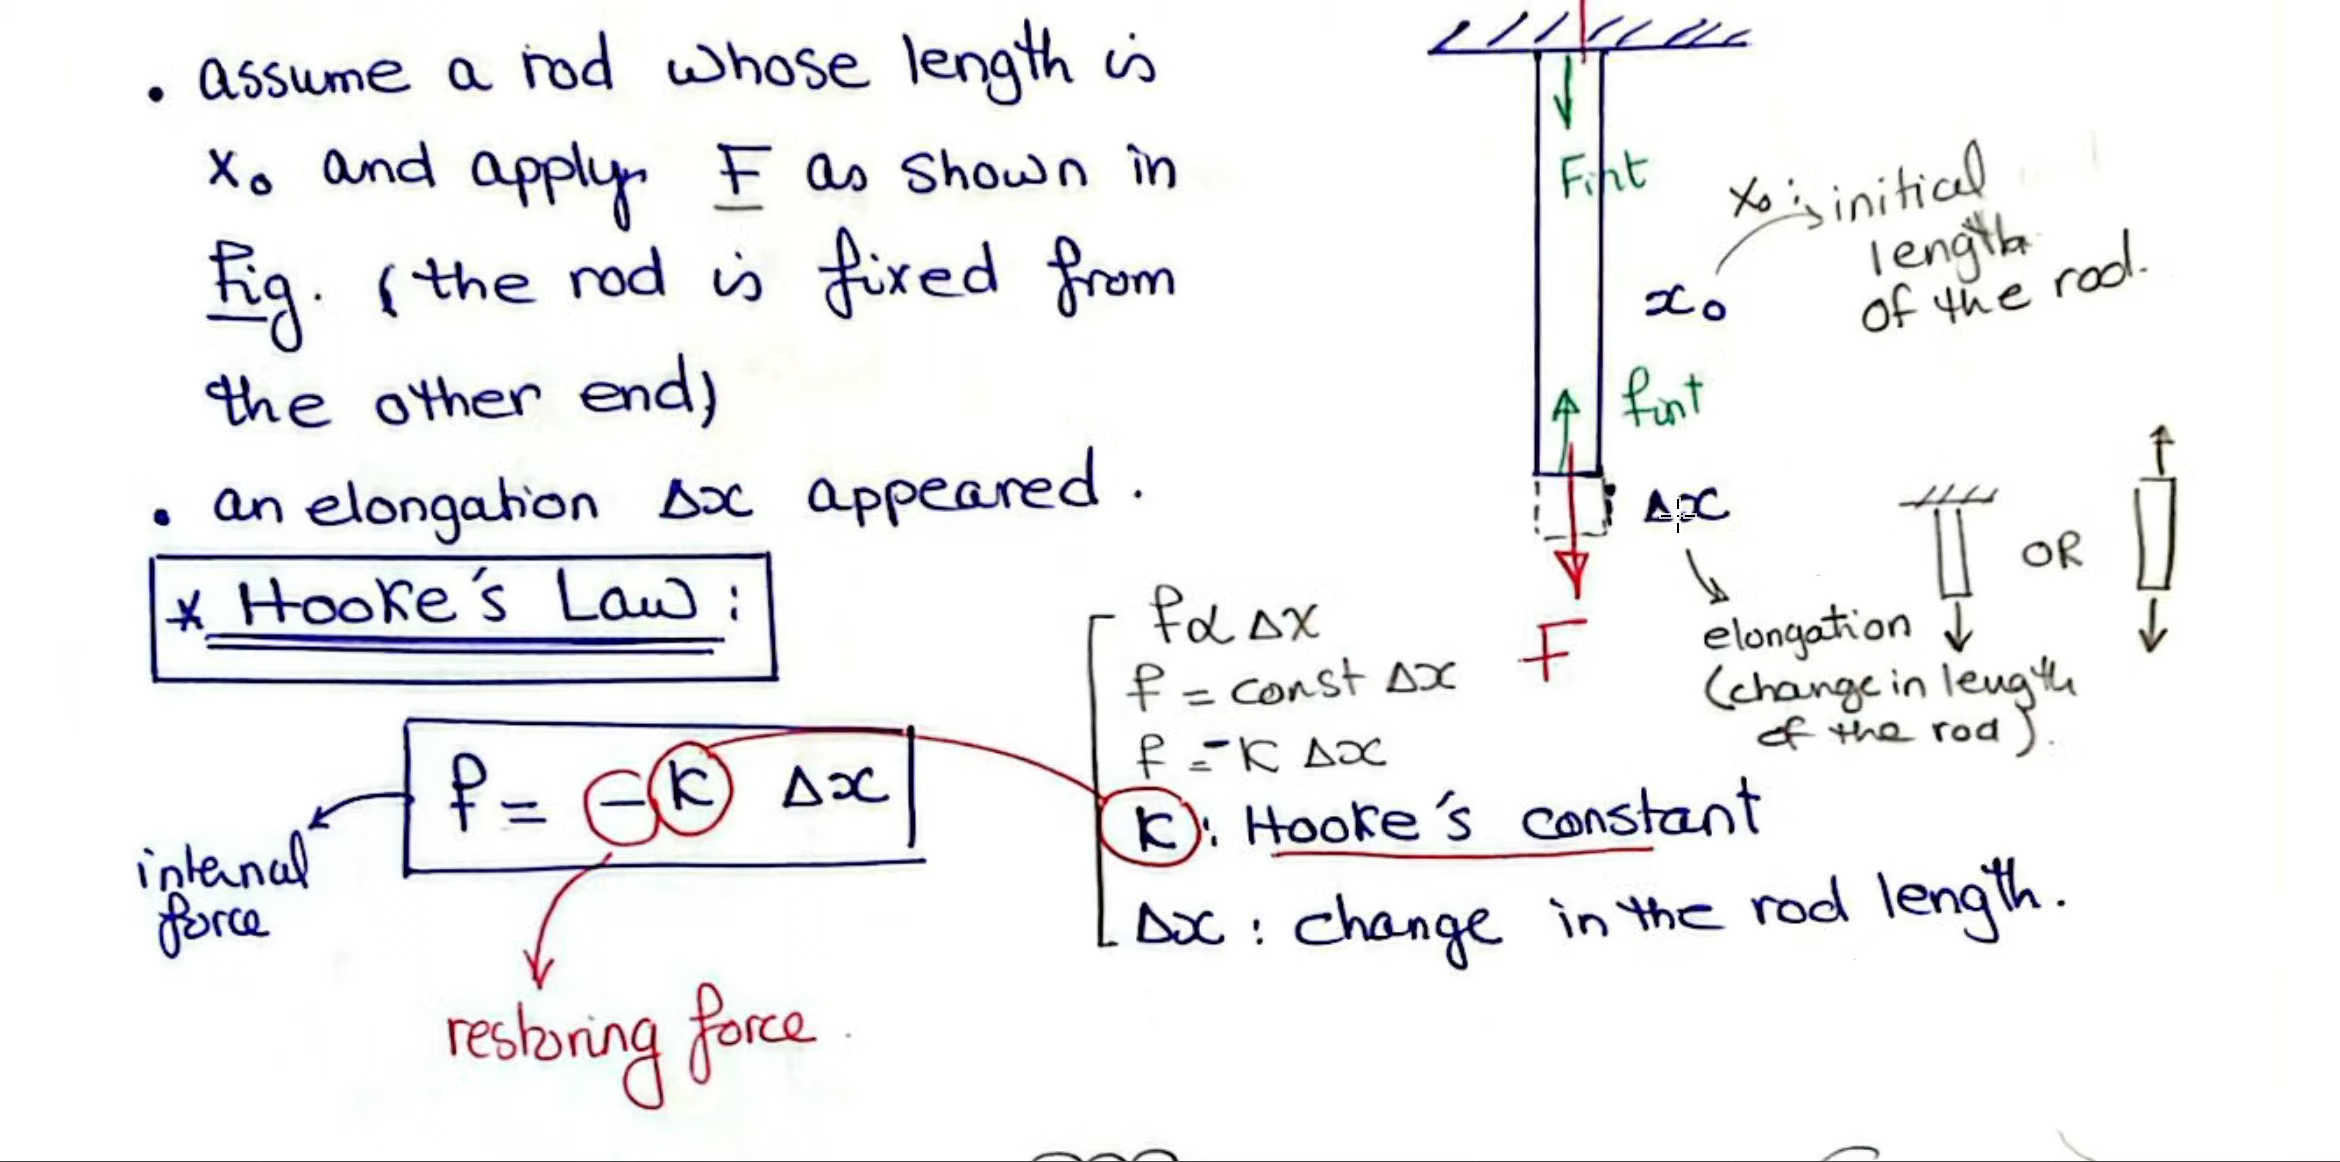 • assume a rod whose length is
x₀ and apply F as shown in
Fig. (the rod is fixed from
the other end)
• an elongation Δx appeared.
* Hooke's Law:
f = -K Δx
internal
force
restoring force.
Fint
x₀: initial
length
of the rod.
x₀
fint
Δx
F
elongation
(change in length
of the rod).
OR
f α Δx
f = const Δx
f = -K Δx
K: Hooke's constant
Δx: change in the rod length.